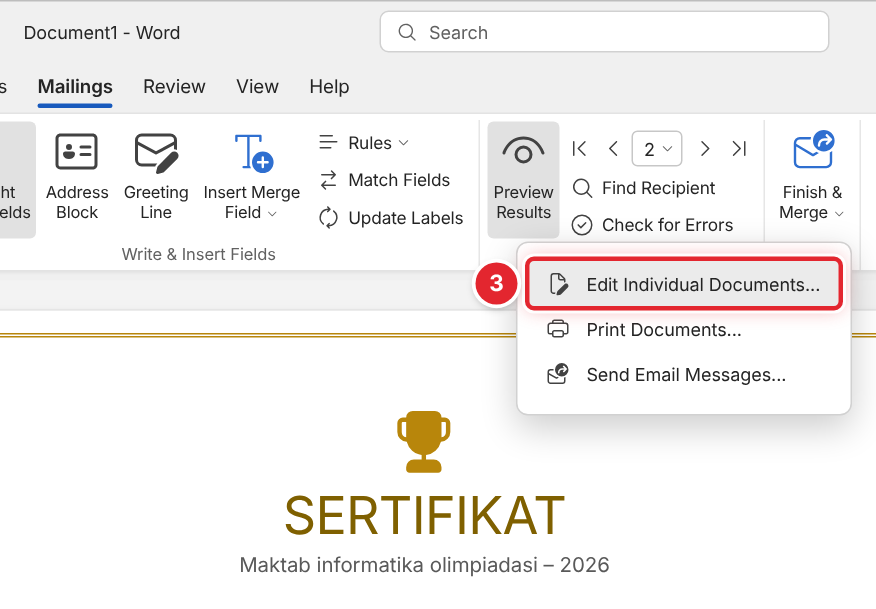 Document1 - Word
Search
s
Mailings
Review
View
Help
ht
elds
Address
Block
Greeting
Line
Insert Merge
Field
Rules
Match Fields
Update Labels
Write & Insert Fields
Preview
Results
2
Find Recipient
Check for Errors
Finish &
Merge
3
Edit Individual Documents...
Print Documents...
Send Email Messages...
SERTIFIKAT
Maktab informatika olimpiadasi – 2026